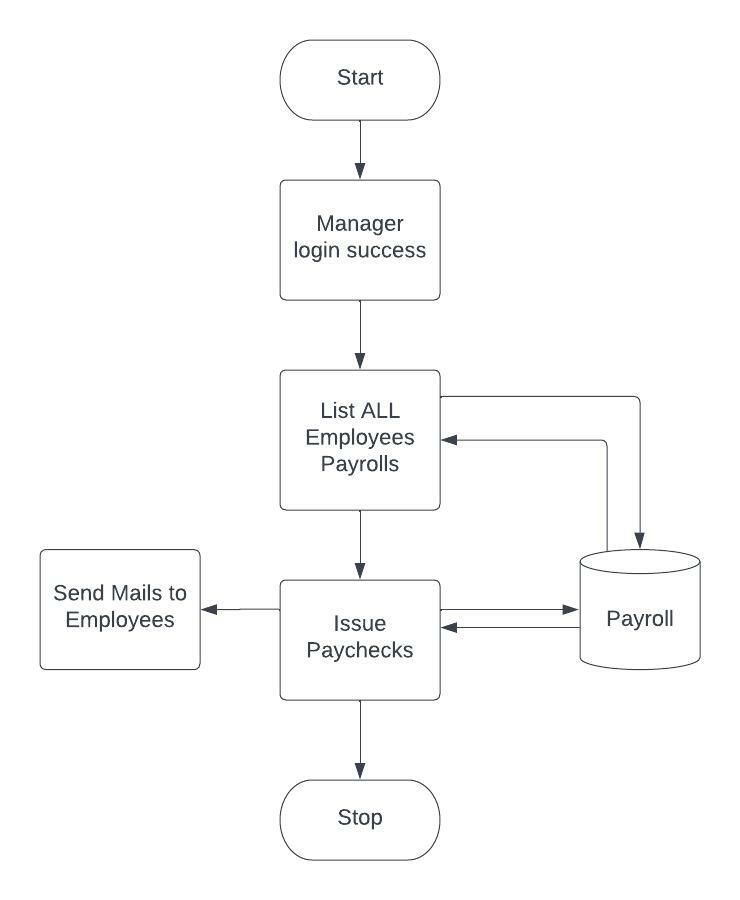 Start
Manager
login success
List ALL
Employees
Payrolls
Send Mails to
Employees
Issue
Paychecks
Payroll
Stop